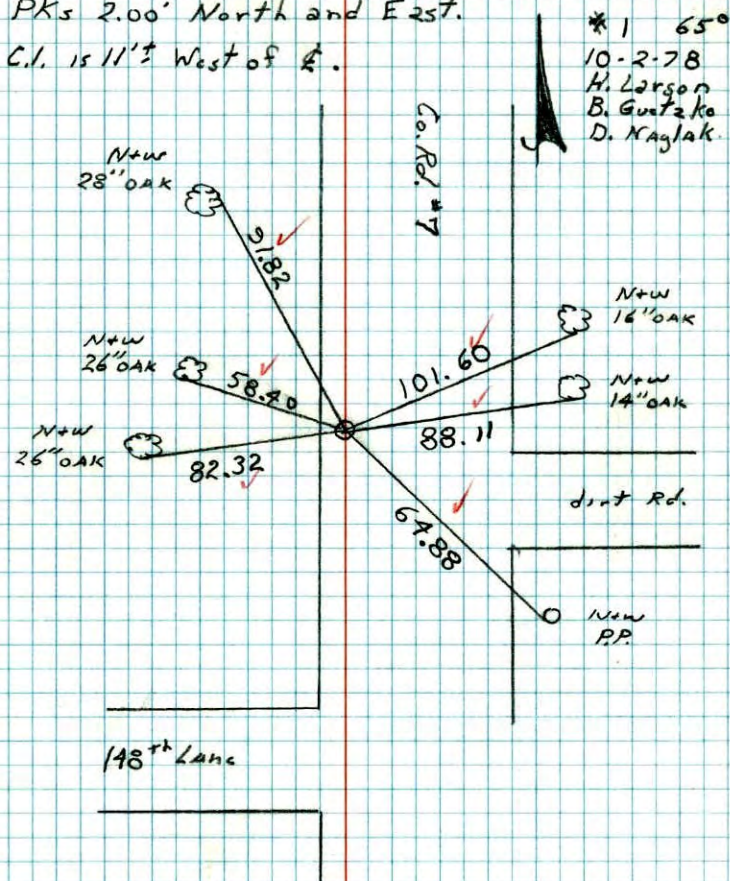 PKs 2.00' North and East.
C.I. is 11'± West of ℄.
#1 65°
10-2-78
H. Larson
B. Guetzko
D. Naglak
Co. Rd. #7
N+W
28" OAK
91.82
N+W
16" OAK
101.60
N+W
26" OAK
58.40
N+W
14" OAK
88.11
N+W
26" OAK
82.32
dirt Rd.
64.88
N+W
P.P.
148th Lane